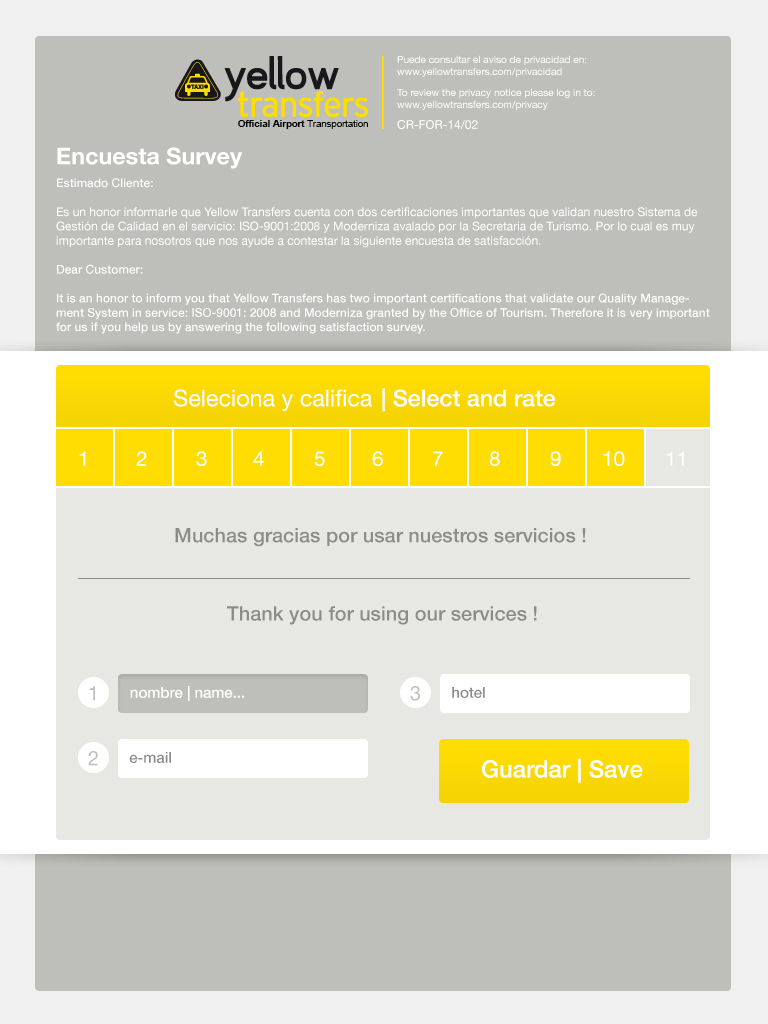 TAXI
yellow
transfers
Official Airport Transportation
Puede consultar el aviso de privacidad en:
www.yellowtransfers.com/privacidad
To review the privacy notice please log in to:
www.yellowtransfers.com/privacy
CR-FOR-14/02
Encuesta Survey
Estimado Cliente:
Es un honor informarle que Yellow Transfers cuenta con dos certificaciones importantes que validan nuestro Sistema de
Gestión de Calidad en el servicio: ISO-9001:2008 y Moderniza avalado por la Secretaria de Turismo. Por lo cual es muy
importante para nosotros que nos ayude a contestar la siguiente encuesta de satisfacción.
Dear Customer:
It is an honor to inform you that Yellow Transfers has two important certifications that validate our Quality Manage-
ment System in service: ISO-9001: 2008 and Moderniza granted by the Office of Tourism. Therefore it is very important
for us if you help us by answering the following satisfaction survey.
Seleciona y califica | Select and rate
1 2 3 4 5 6 7 8 9 10 11
Muchas gracias por usar nuestros servicios !
Thank you for using our services !
1 nombre | name...
3 hotel
2 e-mail
Guardar | Save